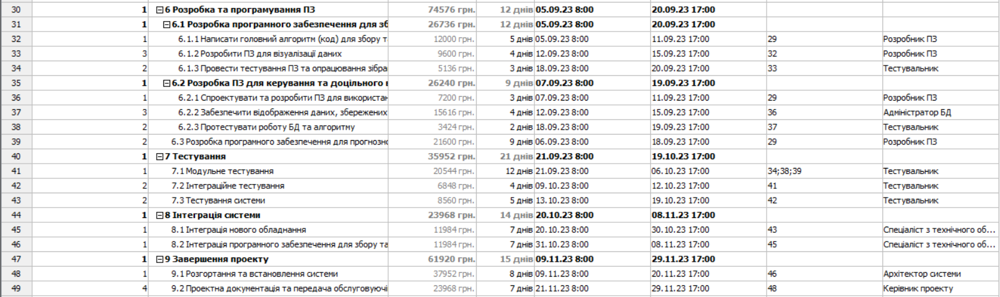 30 1 6 Розробка та програмування ПЗ 74576 грн. 12 днів 05.09.23 8:00 20.09.23 17:00
31 1 6.1 Розробка програмного забезпечення для зб 26736 грн. 12 днів 05.09.23 8:00 20.09.23 17:00
32 1 6.1.1 Написати головний алгоритм (код) для збору т 12000 грн. 5 днів 05.09.23 8:00 11.09.23 17:00 29 Розробник ПЗ
33 3 6.1.2 Розробити ПЗ для візуалізації даних 9600 грн. 4 днів 12.09.23 8:00 15.09.23 17:00 32 Розробник ПЗ
34 2 6.1.3 Провести тестування ПЗ та опрацювання зібра 5136 грн. 3 днів 18.09.23 8:00 20.09.23 17:00 33 Тестувальник
35 1 6.2 Розробка ПЗ для керування та доцільного 26240 грн. 9 днів 07.09.23 8:00 19.09.23 17:00
36 1 6.2.1 Спроектувати та розробити ПЗ для використан 7200 грн. 3 днів 07.09.23 8:00 11.09.23 17:00 29 Розробник ПЗ
37 3 6.2.2 Забезпечити відображення даних, збережених 15616 грн. 4 днів 12.09.23 8:00 15.09.23 17:00 36 Адміністратор БД
38 2 6.2.3 Протестувати роботу БД та алгоритму 3424 грн. 2 днів 18.09.23 8:00 19.09.23 17:00 37 Тестувальник
39 2 6.3 Розробка програмного забезпечення для прогнозно 21600 грн. 9 днів 06.09.23 8:00 18.09.23 17:00 29 Розробник ПЗ
40 1 7 Тестування 35952 грн. 21 днів 21.09.23 8:00 19.10.23 17:00
41 1 7.1 Модульне тестування 20544 грн. 12 днів 21.09.23 8:00 06.10.23 17:00 34;38;39 Тестувальник
42 2 7.2 Інтеграційне тестування 6848 грн. 4 днів 09.10.23 8:00 12.10.23 17:00 41 Тестувальник
43 2 7.3 Тестування системи 8560 грн. 5 днів 13.10.23 8:00 19.10.23 17:00 42 Тестувальник
44 1 8 Інтеграція системи 23968 грн. 14 днів 20.10.23 8:00 08.11.23 17:00
45 1 8.1 Інтеграція нового обладнання 11984 грн. 7 днів 20.10.23 8:00 30.10.23 17:00 43 Спеціаліст з технічного об...
46 1 8.2 Інтеграція програмного забезпечення для збору та 11984 грн. 7 днів 31.10.23 8:00 08.11.23 17:00 45 Спеціаліст з технічного об...
47 1 9 Завершення проекту 61920 грн. 15 днів 09.11.23 8:00 29.11.23 17:00
48 1 9.1 Розгортання та встановлення системи 37952 грн. 8 днів 09.11.23 8:00 20.11.23 17:00 46 Архітектор системи
49 4 9.2 Проектна документація та передача обслуговуючі 23968 грн. 7 днів 21.11.23 8:00 29.11.23 17:00 48 Керівник проекту